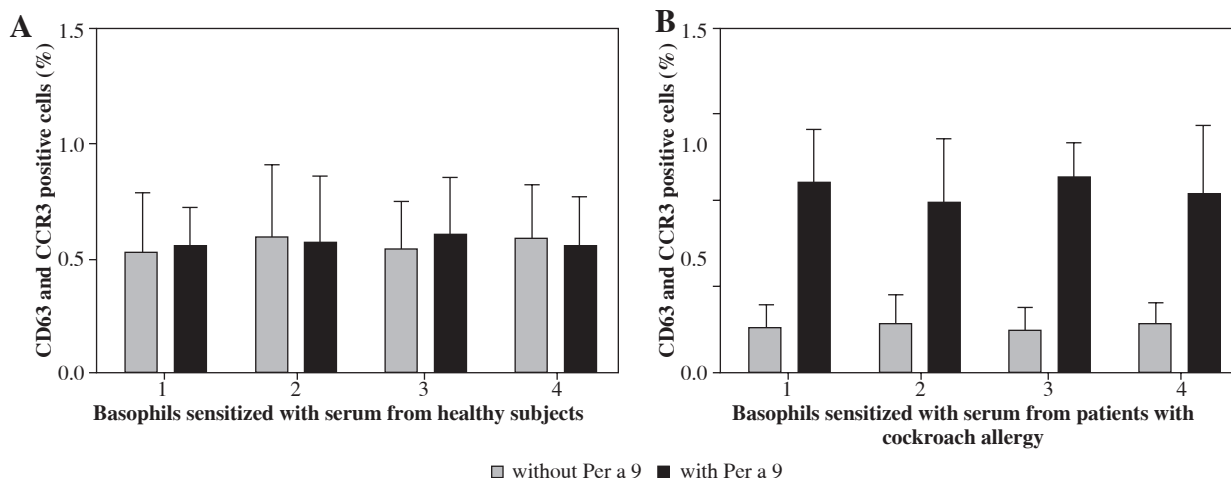 A
CD63 and CCR3 positive cells (%)
1.5
1.0
0.5
0.0
1 2 3 4
Basophils sensitized with serum from healthy subjects
B
CD63 and CCR3 positive cells (%)
1.5
1.0
0.5
0.0
1 2 3 4
Basophils sensitized with serum from patients with
cockroach allergy
without Per a 9 with Per a 9